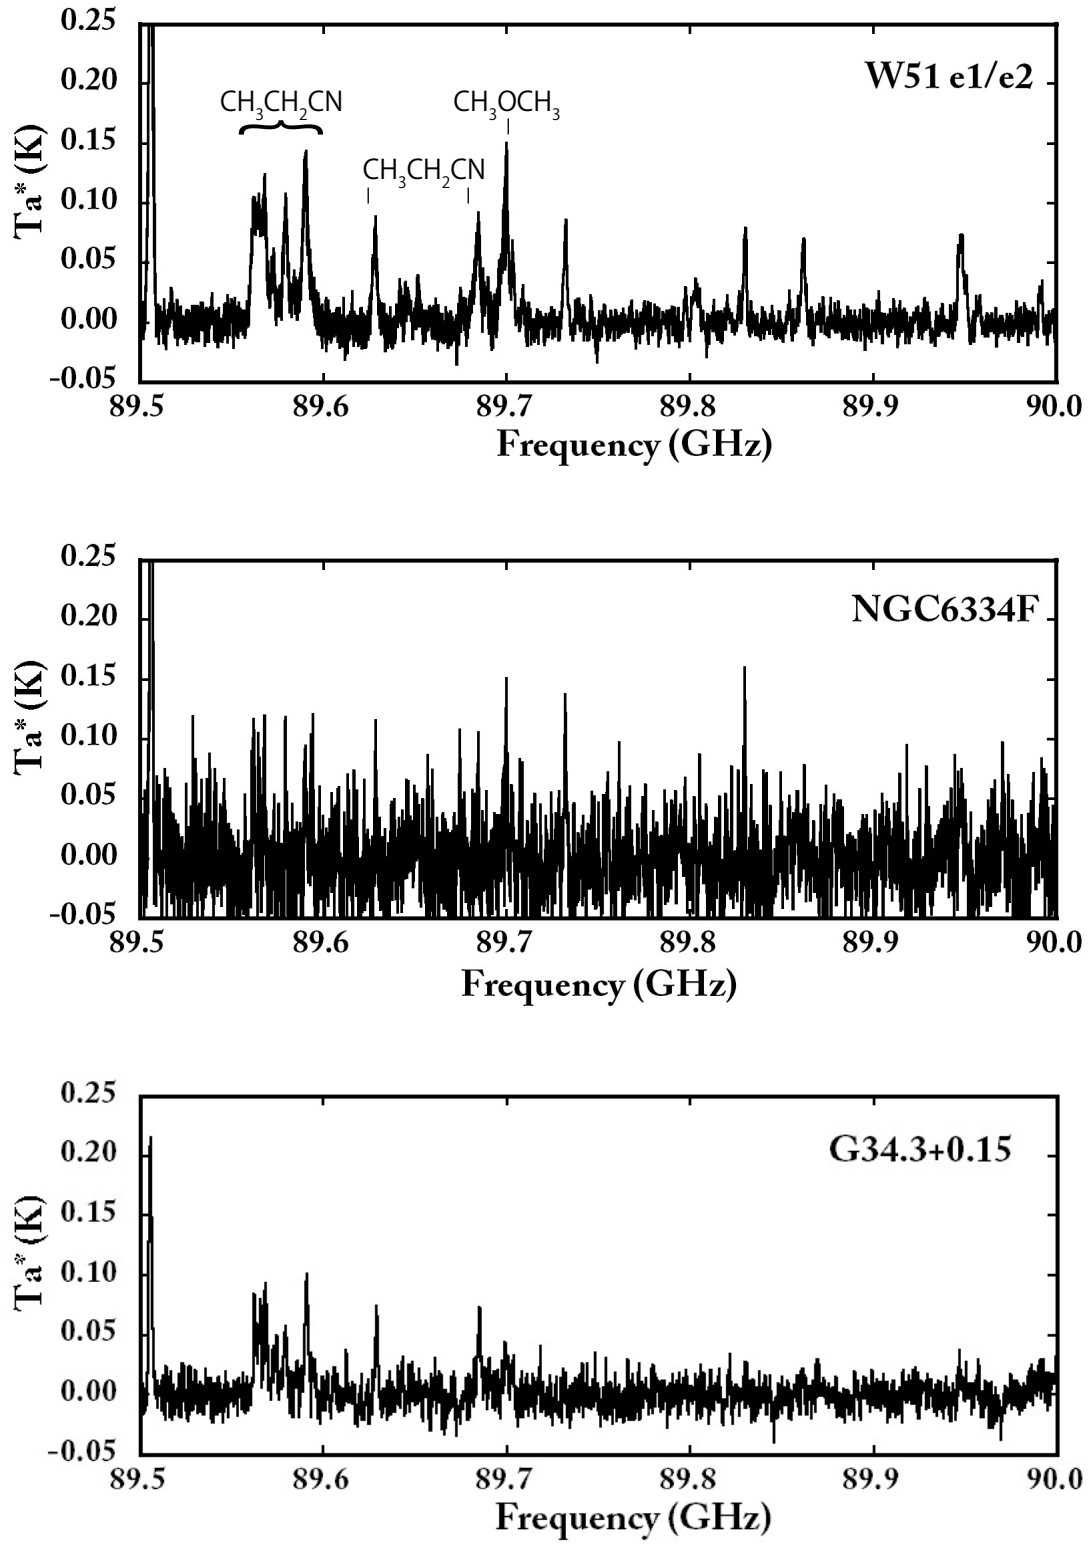 0.25
W51 e1/e2
0.20
CH₃CH₂CN
CH₃OCH₃
0.15
CH₃CH₂CN
0.10
0.05
0.00
-0.05
Ta* (K)
89.5 89.6 89.7 89.8 89.9 90.0
Frequency (GHz)
0.25
NGC6334F
0.20
0.15
0.10
0.05
0.00
-0.05
Ta* (K)
89.5 89.6 89.7 89.8 89.9 90.0
Frequency (GHz)
0.25
G34.3+0.15
0.20
0.15
0.10
0.05
0.00
-0.05
Ta* (K)
89.5 89.6 89.7 89.8 89.9 90.0
Frequency (GHz)